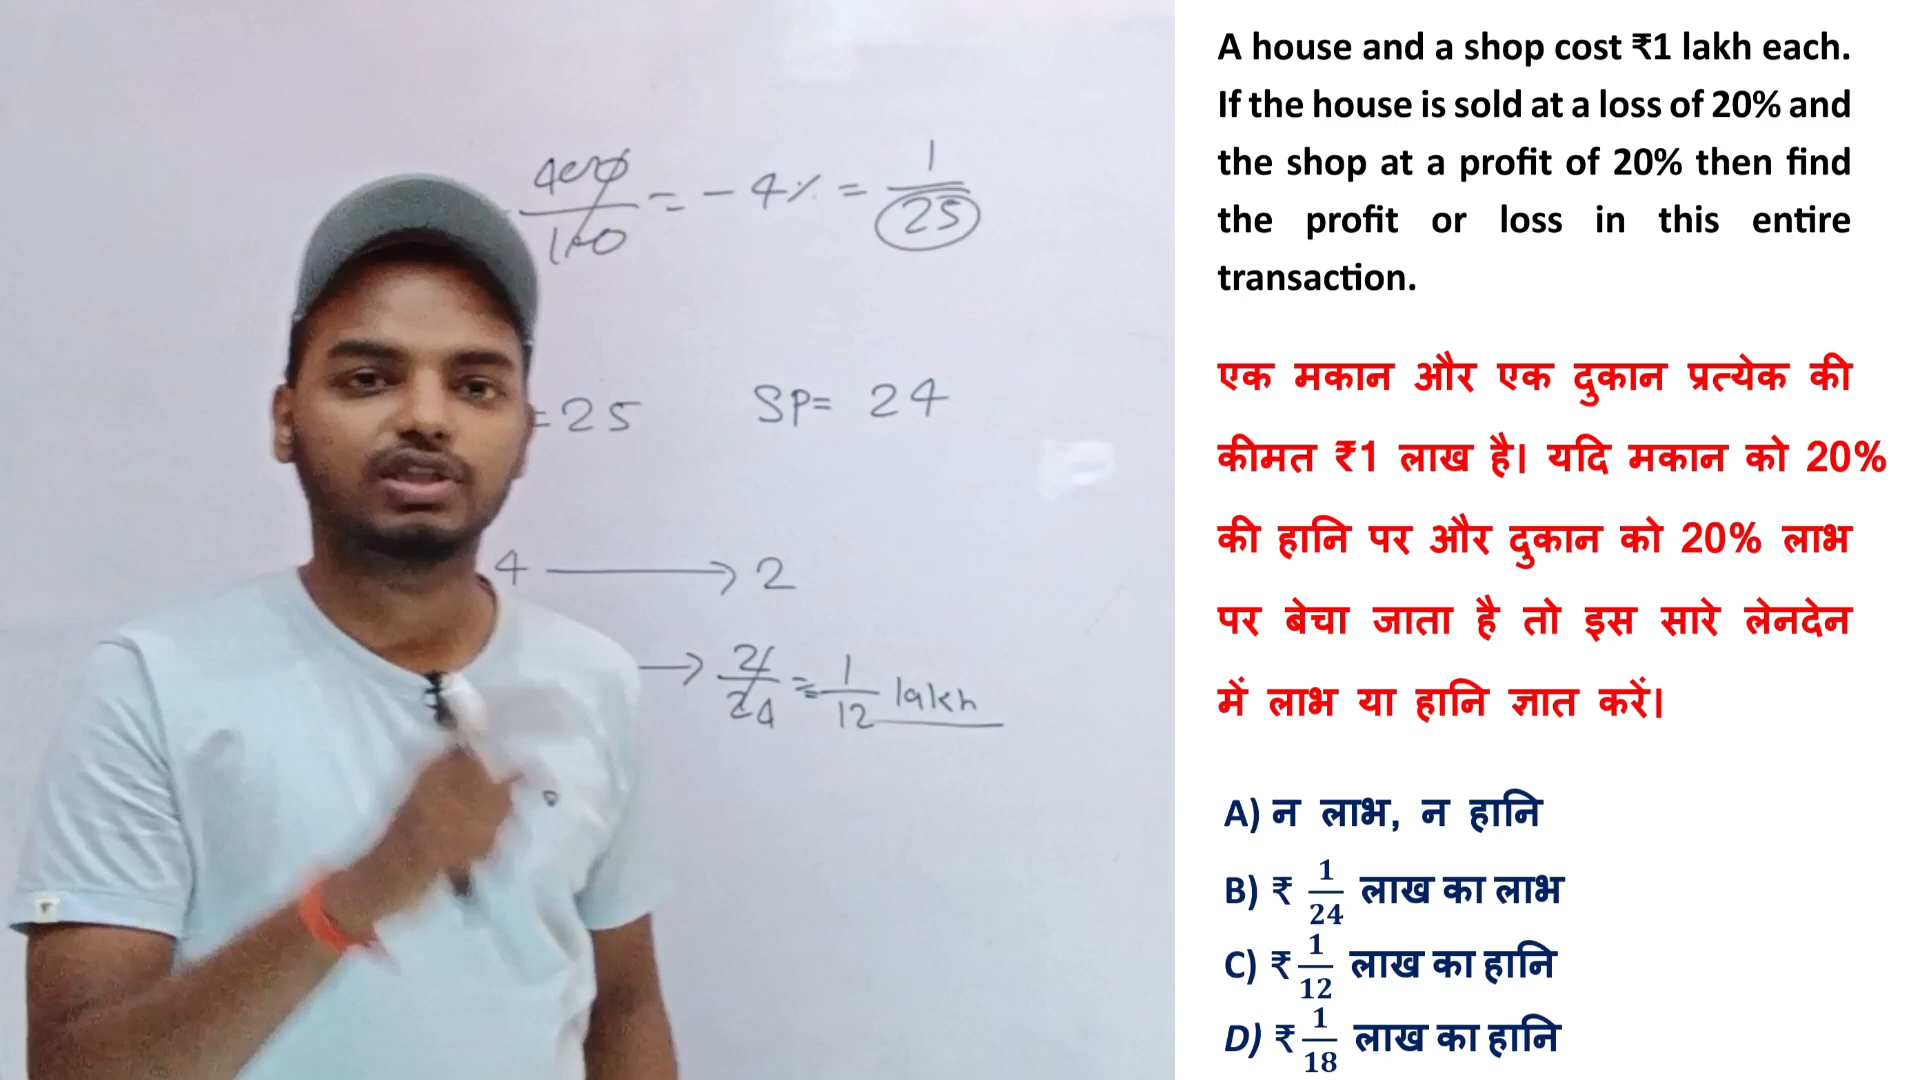 400/100 = - 4% = 1/25
=25 SP= 24
4 → 2
→ 2/24 = 1/12 lakh
A house and a shop cost ₹1 lakh each.
If the house is sold at a loss of 20% and
the shop at a profit of 20% then find
the profit or loss in this entire
transaction.
एक मकान और एक दुकान प्रत्येक की
कीमत ₹1 लाख है। यदि मकान को 20%
की हानि पर और दुकान को 20% लाभ
पर बेचा जाता है तो इस सारे लेनदेन
में लाभ या हानि ज्ञात करें।
A) न लाभ, न हानि
B) ₹ 1/24 लाख का लाभ
C) ₹ 1/12 लाख का हानि
D) ₹ 1/18 लाख का हानि